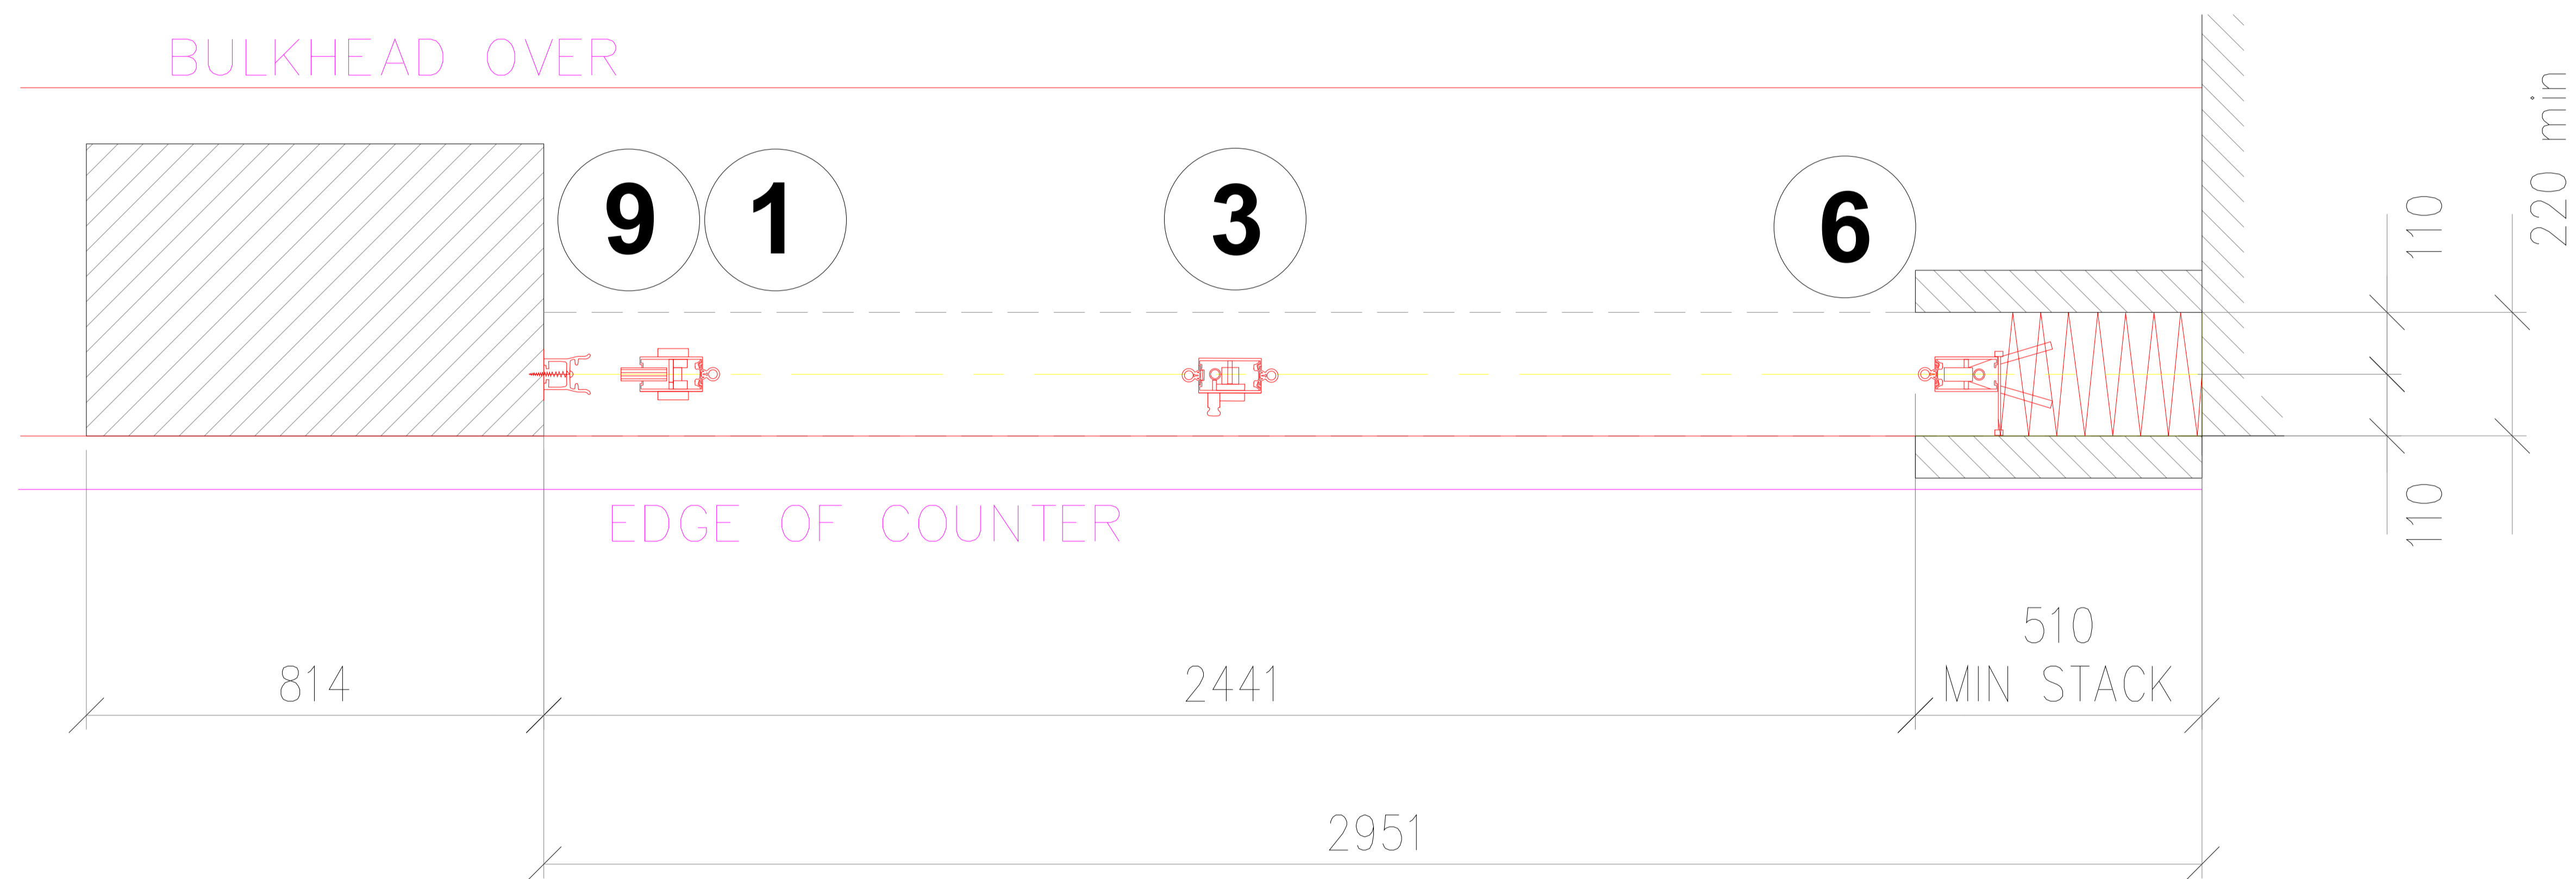 BULKHEAD OVER
9
1
3
6
110
220 min
110
EDGE OF COUNTER
814
2441
510
MIN STACK
2951